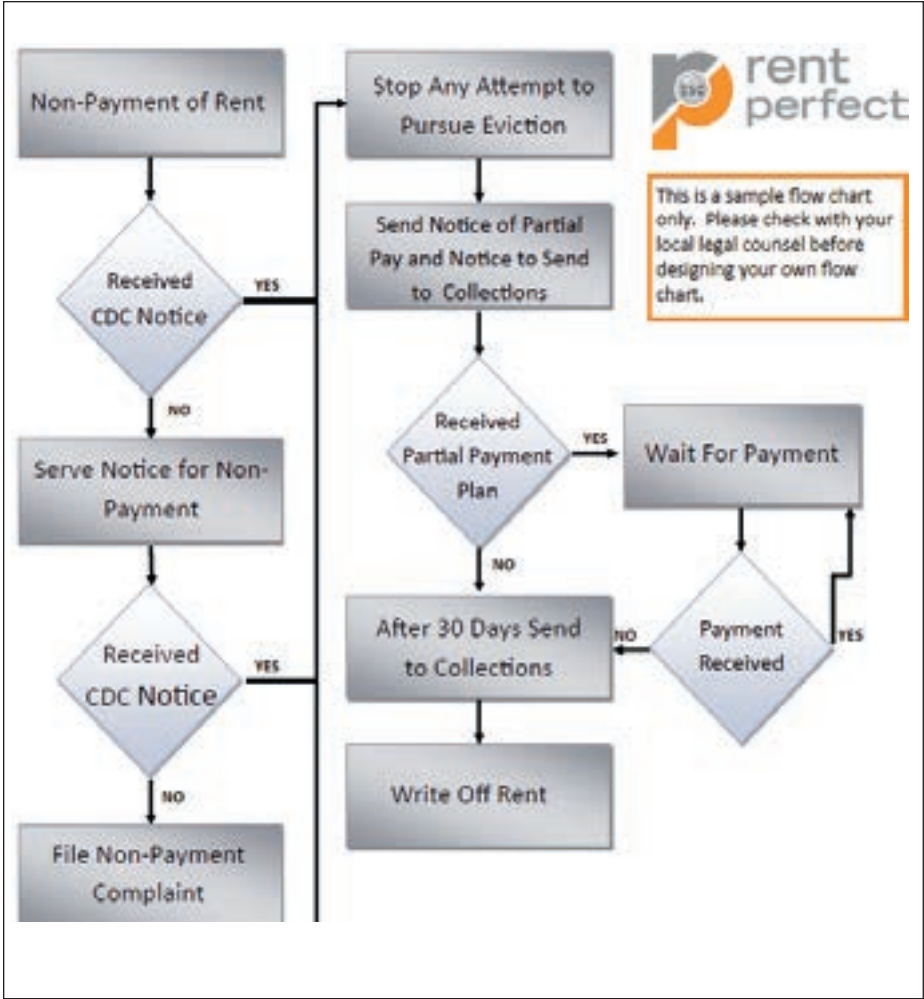 Non-Payment of Rent
Received
CDC Notice
YES
NO
Serve Notice for Non-
Payment
Received
CDC Notice
YES
NO
File Non-Payment
Complaint
Stop Any Attempt to
Pursue Eviction
Send Notice of Partial
Pay and Notice to Send
to Collections
Received
Partial Payment
Plan
YES
NO
Wait For Payment
Payment
Received
YES
NO
After 30 Days Send
to Collections
Write Off Rent
rent
perfect
This is a sample flow chart
only. Please check with your
local legal counsel before
designing your own flow
chart.